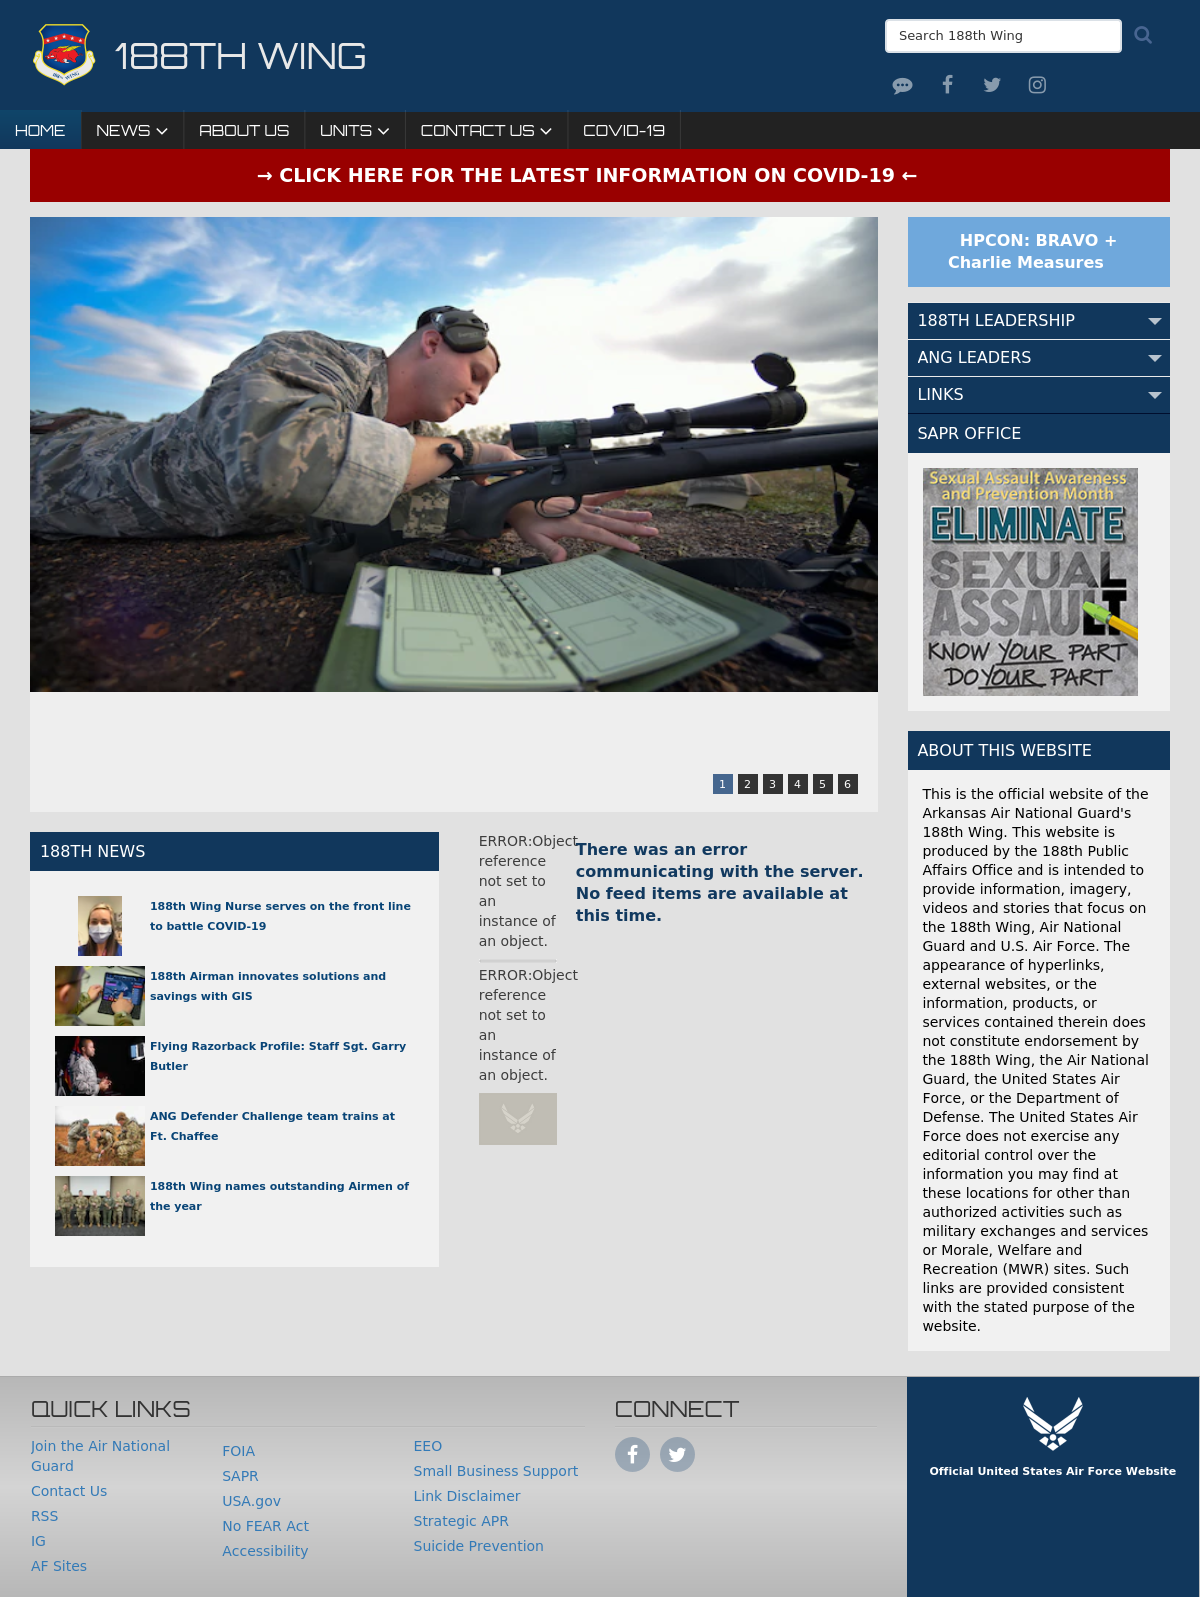 188TH WING
Search 188th Wing
HOME
NEWS
ABOUT US
UNITS
CONTACT US
COVID-19
→ CLICK HERE FOR THE LATEST INFORMATION ON COVID-19 ←
HPCON: BRAVO +
Charlie Measures
188TH LEADERSHIP
ANG LEADERS
LINKS
SAPR OFFICE
Sexual Assault Awareness
and Prevention Month
ELIMINATE
SEXUAL
ASSAULT
KNOW YOUR PART
DO YOUR PART
1 2 3 4 5 6
188TH NEWS
188th Wing Nurse serves on the front line
to battle COVID-19
188th Airman innovates solutions and
savings with GIS
Flying Razorback Profile: Staff Sgt. Garry
Butler
ANG Defender Challenge team trains at
Ft. Chaffee
188th Wing names outstanding Airmen of
the year
ERROR:Object
reference
not set to
an
instance of
an object.
ERROR:Object
reference
not set to
an
instance of
an object.
There was an error
communicating with the server.
No feed items are available at
this time.
ABOUT THIS WEBSITE
This is the official website of the
Arkansas Air National Guard's
188th Wing. This website is
produced by the 188th Public
Affairs Office and is intended to
provide information, imagery,
videos and stories that focus on
the 188th Wing, Air National
Guard and U.S. Air Force. The
appearance of hyperlinks,
external websites, or the
information, products, or
services contained therein does
not constitute endorsement by
the 188th Wing, the Air National
Guard, the United States Air
Force, or the Department of
Defense. The United States Air
Force does not exercise any
editorial control over the
information you may find at
these locations for other than
authorized activities such as
military exchanges and services
or Morale, Welfare and
Recreation (MWR) sites. Such
links are provided consistent
with the stated purpose of the
website.
QUICK LINKS
Join the Air National
Guard
Contact Us
RSS
IG
AF Sites
FOIA
SAPR
USA.gov
No FEAR Act
Accessibility
EEO
Small Business Support
Link Disclaimer
Strategic APR
Suicide Prevention
CONNECT
Official United States Air Force Website